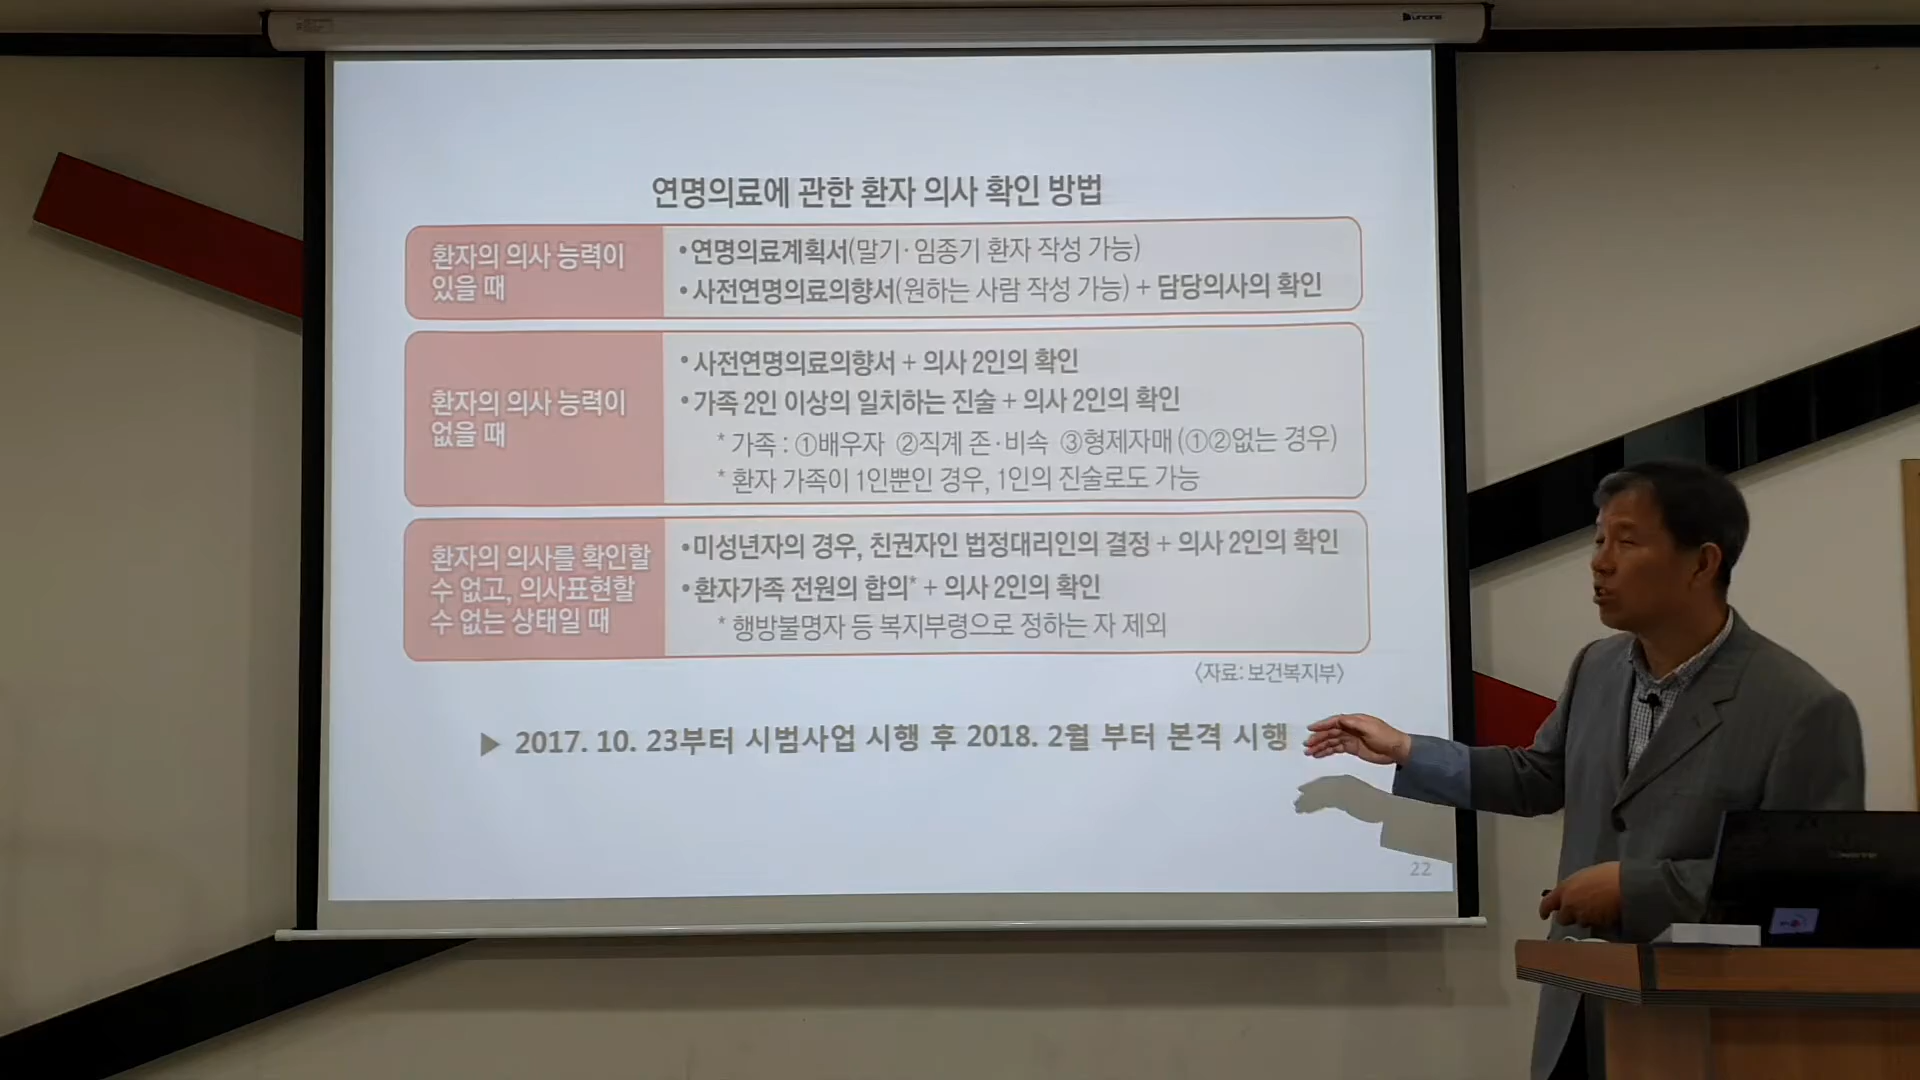 연명의료에 관한 환자 의사 확인 방법
환자의 의사 능력이
있을 때
•연명의료계획서(말기·임종기 환자 작성 가능)
•사전연명의료의향서(원하는 사람 작성 가능) + 담당의사의 확인
환자의 의사 능력이
없을 때
•사전연명의료의향서 + 의사 2인의 확인
•가족 2인 이상의 일치하는 진술 + 의사 2인의 확인
* 가족 : ①배우자 ②직계 존·비속 ③형제자매 (①②없는 경우)
* 환자 가족이 1인뿐인 경우, 1인의 진술로도 가능
환자의 의사를 확인할
수 없고, 의사표현할
수 없는 상태일 때
•미성년자의 경우, 친권자인 법정대리인의 결정 + 의사 2인의 확인
•환자가족 전원의 합의* + 의사 2인의 확인
* 행방불명자 등 복지부령으로 정하는 자 제외
〈자료: 보건복지부〉
▶ 2017. 10. 23부터 시범사업 시행 후 2018. 2월 부터 본격 시행
22